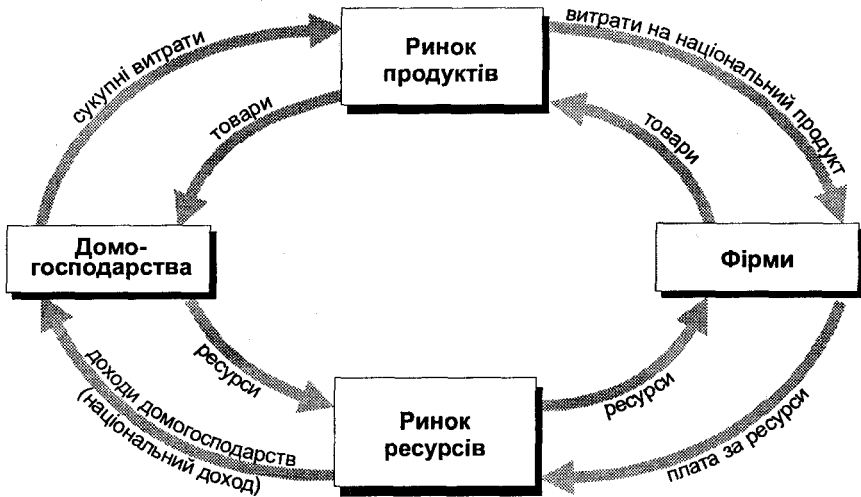 Ринок
продуктів
витрати на національний продукт
сукупні витрати
товари
товари
Домо-
господарства
Фірми
доходи домогосподарств
(національний доход)
ресурси
Ринок
ресурсів
ресурси
плата за ресурси